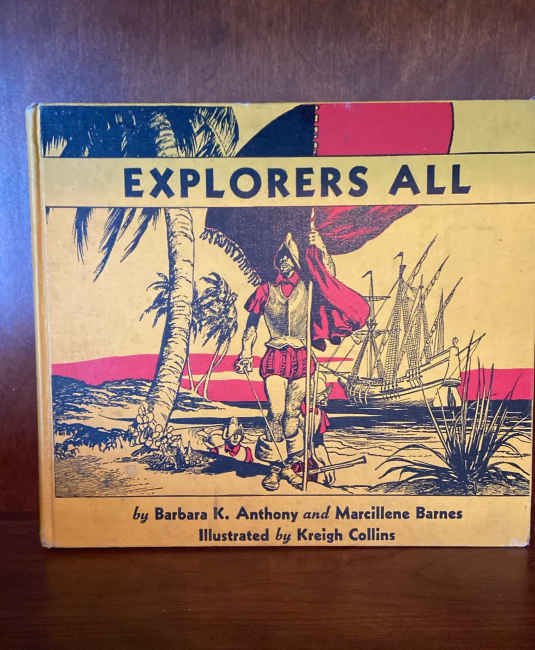 EXPLORERS ALL
by Barbara K. Anthony and Marcillene Barnes
Illustrated by Kreigh Collins